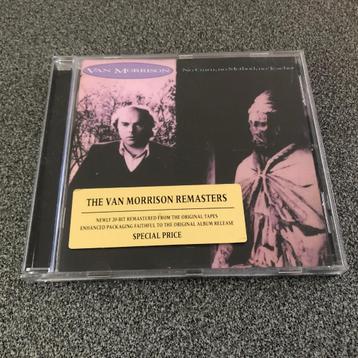 VAN MORRISON
No Guru, no Method, no Teacher
THE VAN MORRISON REMASTERS
NEWLY 20-BIT REMASTERED FROM THE ORIGINAL TAPES
ENHANCED PACKAGING FAITHFUL TO THE ORIGINAL ALBUM RELEASE
SPECIAL PRICE